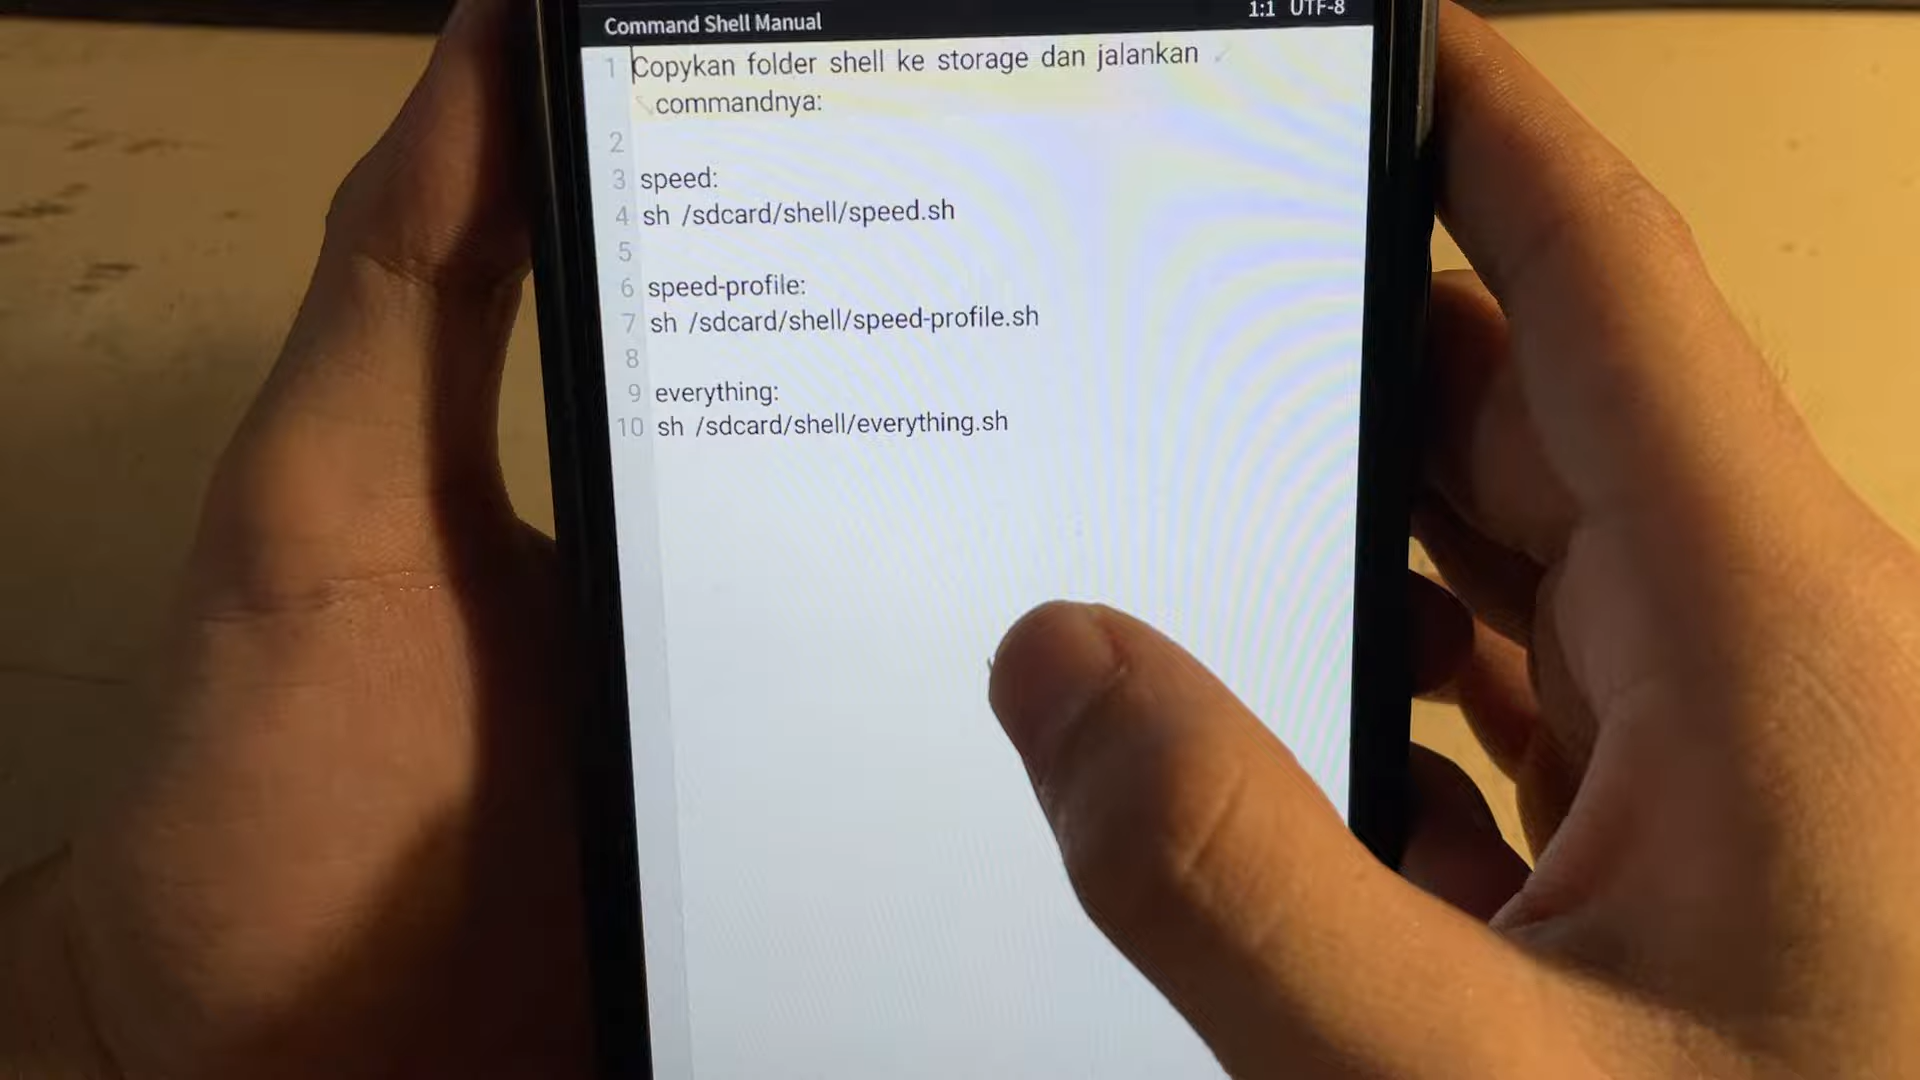 Command Shell Manual
1:1 UTF-8
1 Copykan folder shell ke storage dan jalankan
commandnya:
2
3 speed:
4 sh /sdcard/shell/speed.sh
5
6 speed-profile:
7 sh /sdcard/shell/speed-profile.sh
8
9 everything:
10 sh /sdcard/shell/everything.sh